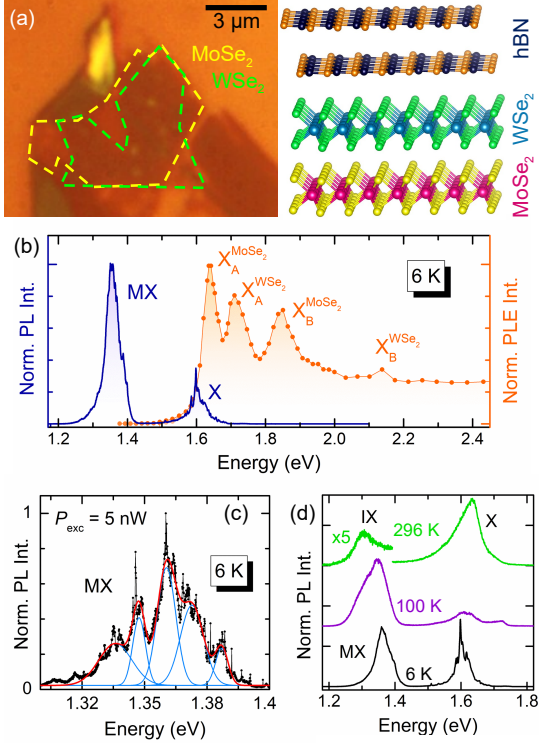 (a)
3 μm
MoSe₂
WSe₂
hBN
WSe₂
MoSe₂
(b)
MX
X_A^MoSe₂
X_A^WSe₂
X_B^MoSe₂
X_B^WSe₂
6 K
X
Norm. PL Int.
Norm. PLE Int.
1.2 1.4 1.6 1.8 2.0 2.2 2.4
Energy (eV)
1
P_exc = 5 nW
(c)
6 K
MX
Norm. PL Int.
0
1.32 1.35 1.38 1.4
Energy (eV)
(d)
IX
X
x5
296 K
100 K
MX
6 K
Norm. PL Int.
1.2 1.4 1.6 1.8
Energy (eV)